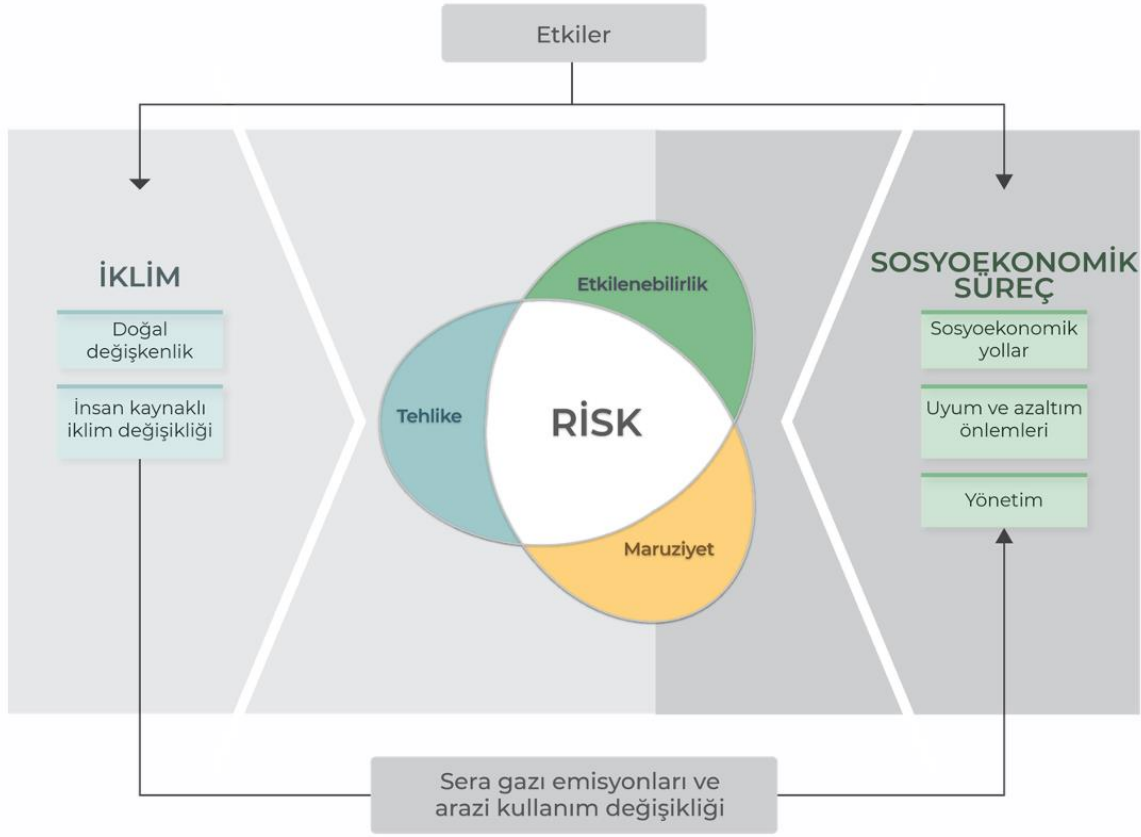 Etkiler
İKLİM
Doğal
değişkenlik
İnsan kaynaklı
iklim değişikliği
Etkilenebilirlik
Tehlike
RİSK
Maruziyet
SOSYOEKONOMİK
SÜREÇ
Sosyoekonomik
yollar
Uyum ve azaltım
önlemleri
Yönetim
Sera gazı emisyonları ve
arazi kullanım değişikliği